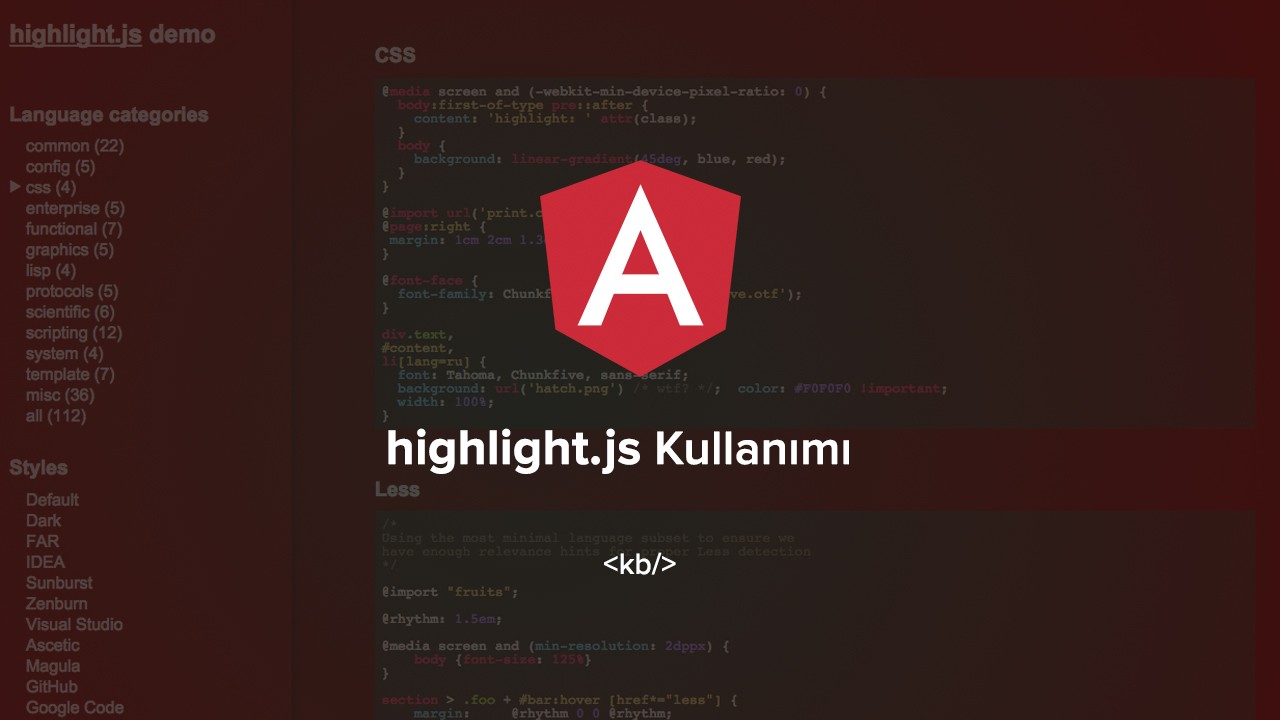 highlight.js demo
Language categories
common (22)
config (5)
css (4)
enterprise (5)
functional (7)
graphics (5)
lisp (4)
protocols (5)
scientific (6)
scripting (12)
system (4)
template (7)
misc (36)
all (112)
Styles
Default
Dark
FAR
IDEA
Sunburst
Zenburn
Visual Studio
Ascetic
Magula
GitHub
Google Code
CSS
@media screen and (-webkit-min-device-pixel-ratio: 0) {
body:first-of-type pre::after {
content: 'highlight: ' attr(class);
}
body {
background: linear-gradient(45deg, blue, red);
}
}
@import url('print.c
@page:right {
margin: 1cm 2cm 1.3
}
@font-face {
font-family: Chunkf ve.otf');
}
div.text,
#content,
li[lang=ru] {
font: Tahoma, Chunkfive, sans-serif;
background: url('hatch.png') /* wtf? */; color: #F0F0F0 !important;
width: 100%;
}
A
highlight.js Kullanımı
Less
/*
Using the most minimal language subset to ensure we
have enough relevance hints for proper Less detection
*/
<kb/>
@import "fruits";
@rhythm: 1.5em;
@media screen and (min-resolution: 2dppx) {
body {font-size: 125%}
}
section > .foo + #bar:hover [href*="less"] {
margin: @rhythm 0 0 @rhythm;